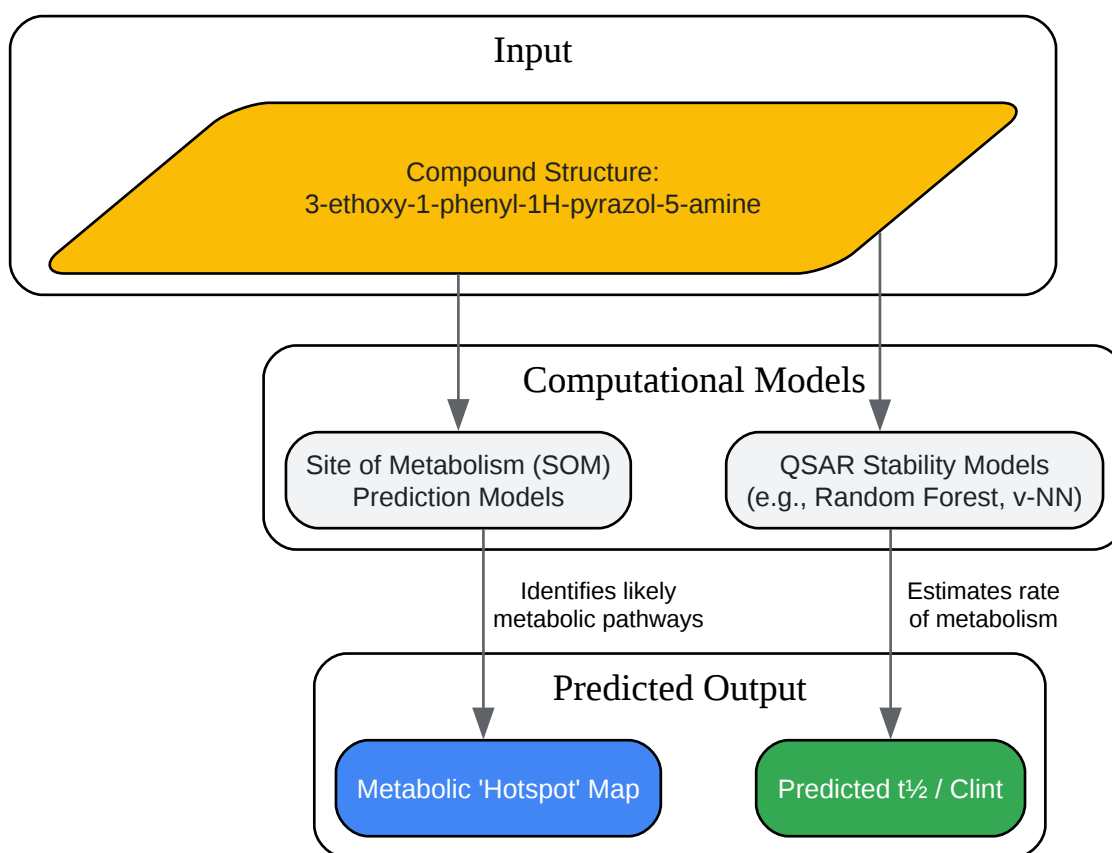 Input
Compound Structure:
3-ethoxy-1-phenyl-1H-pyrazol-5-amine
Computational Models
Site of Metabolism (SOM)
Prediction Models
QSAR Stability Models
(e.g., Random Forest, v-NN)
Identifies likely
metabolic pathways
Estimates rate
of metabolism
Predicted Output
Metabolic 'Hotspot' Map
Predicted t½ / Clint